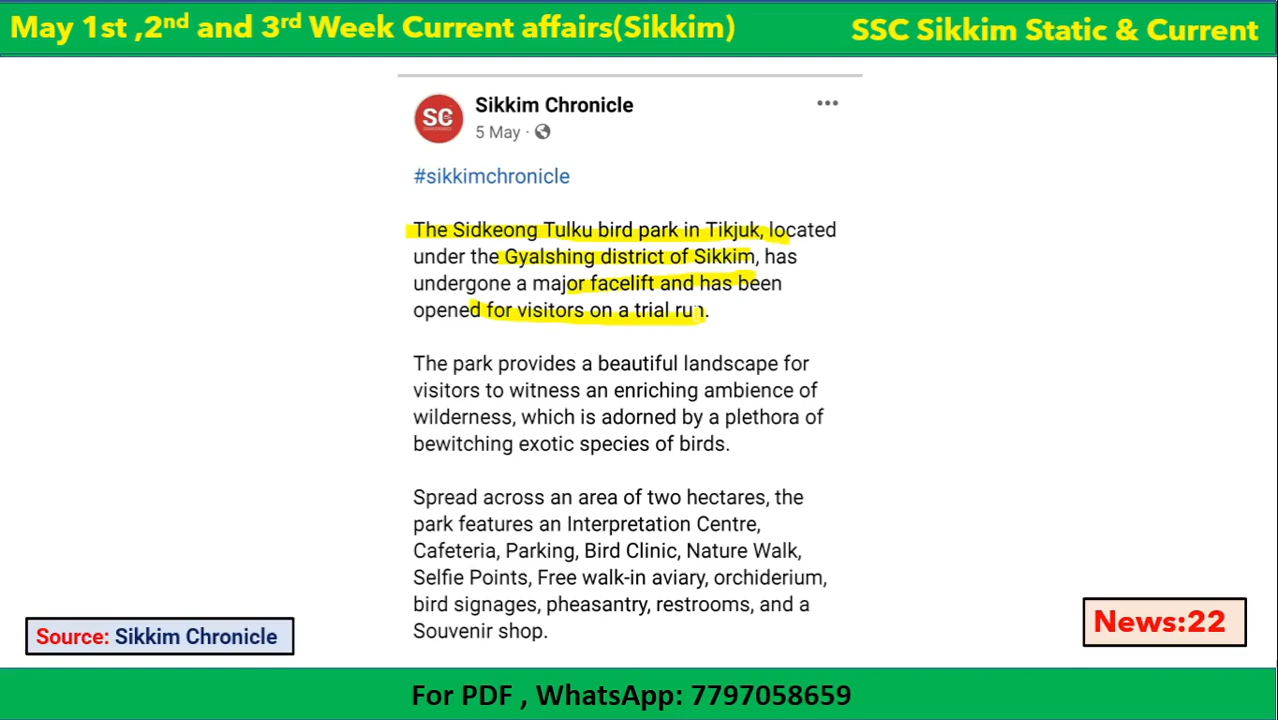 May 1st ,2nd and 3rd Week Current affairs(Sikkim)
SSC Sikkim Static & Current
SC
Sikkim Chronicle
5 May ·
#sikkimchronicle
The Sidkeong Tulku bird park in Tikjuk, located
under the Gyalshing district of Sikkim, has
undergone a major facelift and has been
opened for visitors on a trial run.
The park provides a beautiful landscape for
visitors to witness an enriching ambience of
wilderness, which is adorned by a plethora of
bewitching exotic species of birds.
Spread across an area of two hectares, the
park features an Interpretation Centre,
Cafeteria, Parking, Bird Clinic, Nature Walk,
Selfie Points, Free walk-in aviary, orchiderium,
bird signages, pheasantry, restrooms, and a
Souvenir shop.
Source: Sikkim Chronicle
News:22
For PDF , WhatsApp: 7797058659